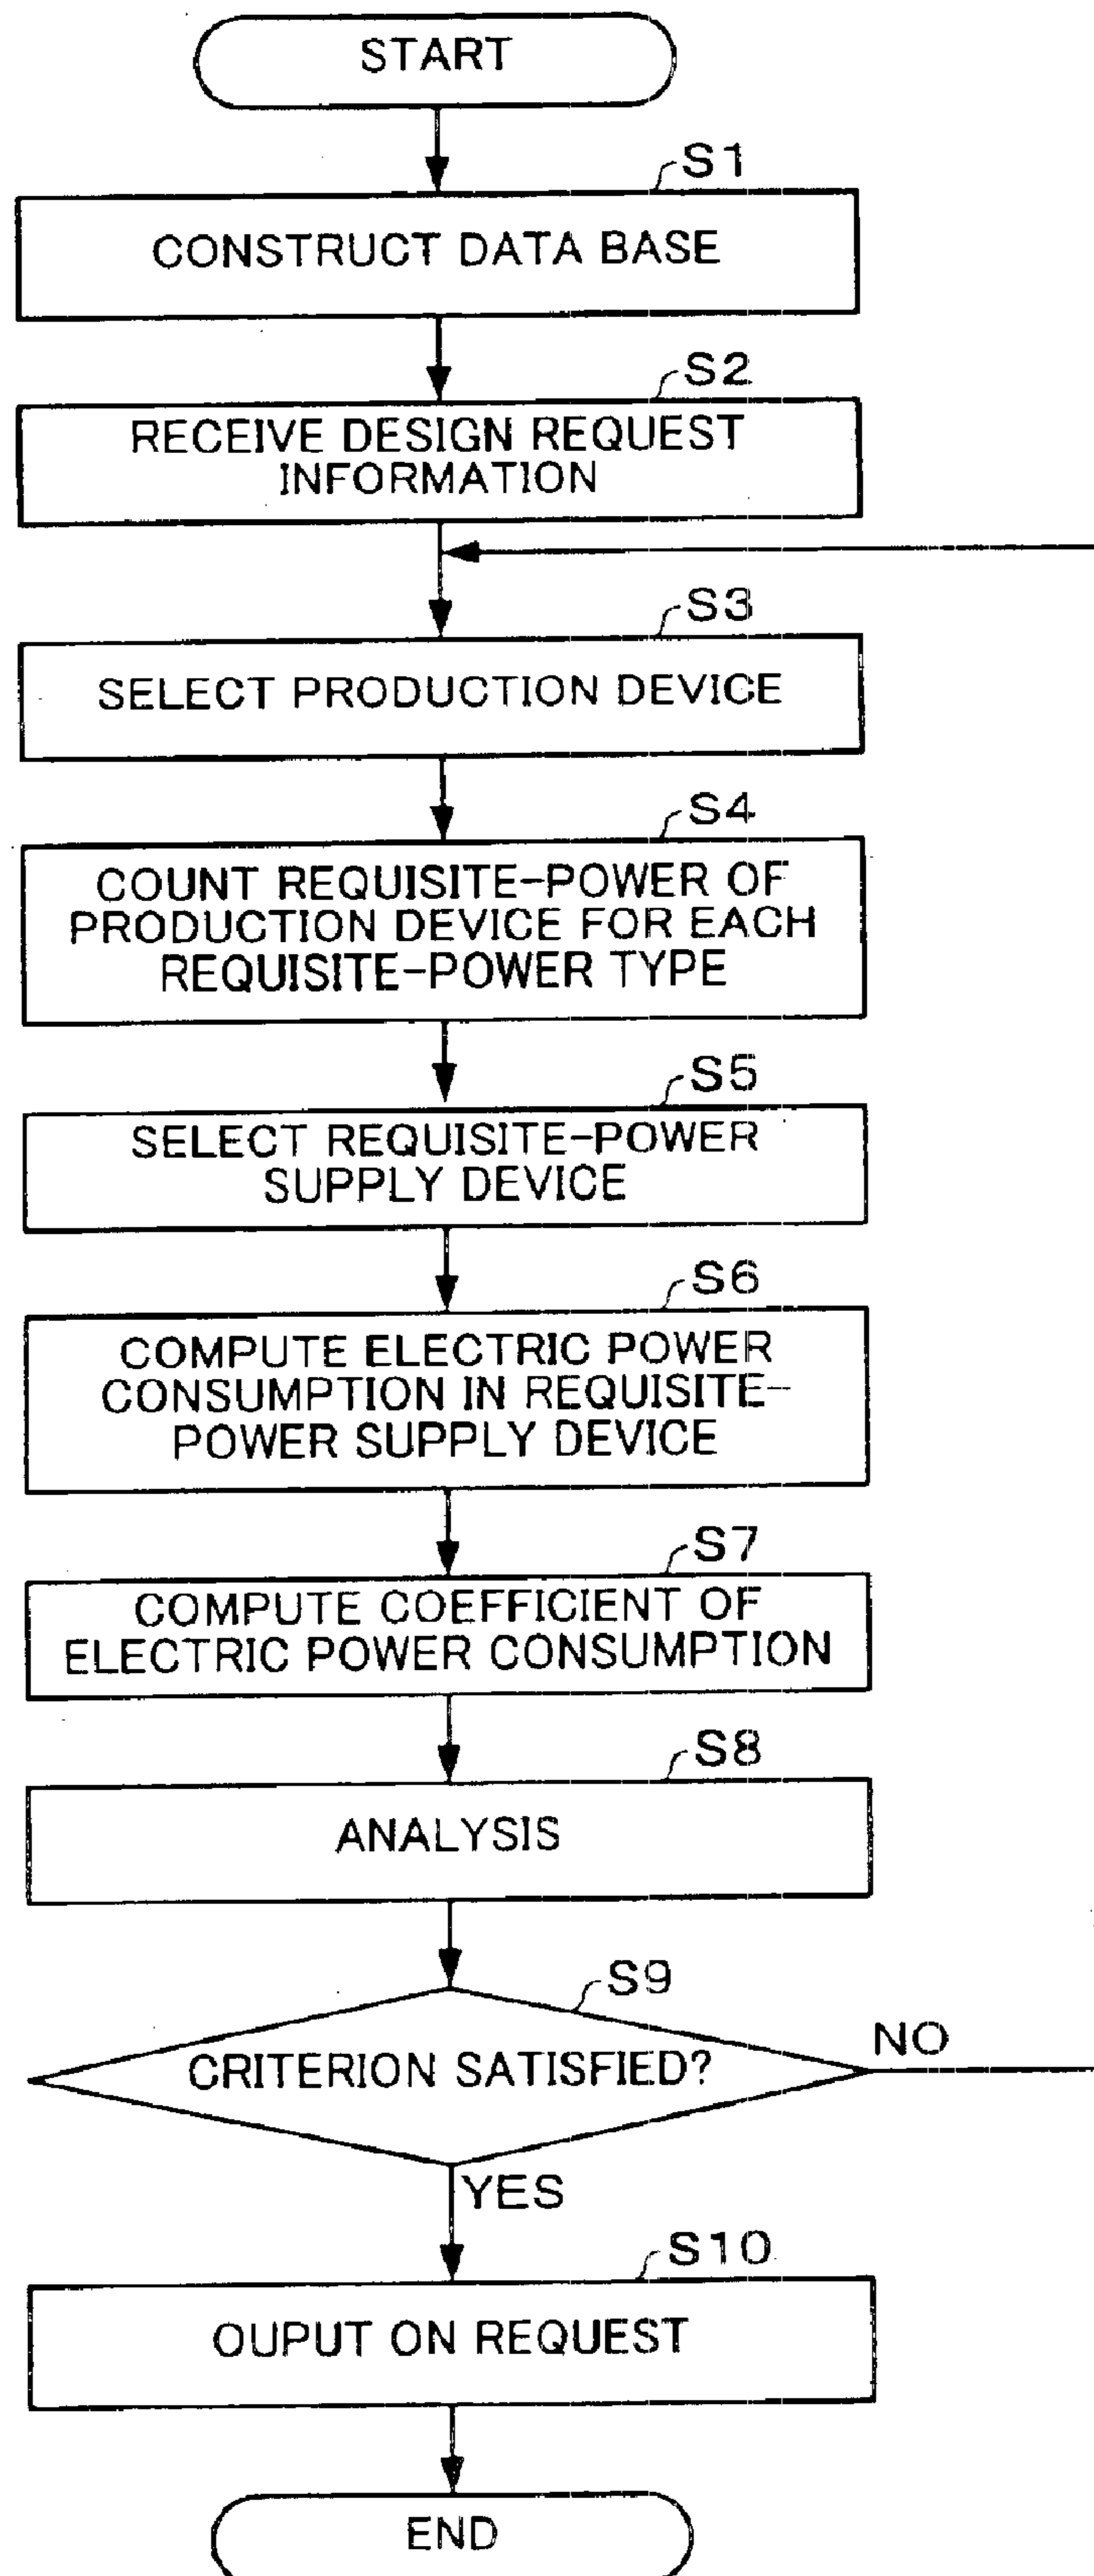 START
S1
CONSTRUCT DATA BASE
S2
RECEIVE DESIGN REQUEST
INFORMATION
S3
SELECT PRODUCTION DEVICE
S4
COUNT REQUISITE-POWER OF
PRODUCTION DEVICE FOR EACH
REQUISITE-POWER TYPE
S5
SELECT REQUISITE-POWER
SUPPLY DEVICE
S6
COMPUTE ELECTRIC POWER
CONSUMPTION IN REQUISITE-
POWER SUPPLY DEVICE
S7
COMPUTE COEFFICIENT OF
ELECTRIC POWER CONSUMPTION
S8
ANALYSIS
S9
CRITERION SATISFIED?
NO
YES
S10
OUPUT ON REQUEST
END